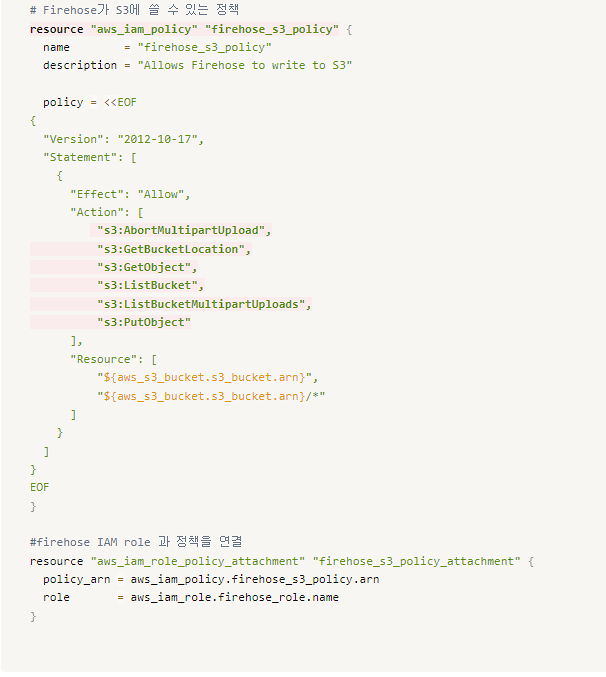 # Firehose가 S3에 쓸 수 있는 정책
resource "aws_iam_policy" "firehose_s3_policy" {
  name        = "firehose_s3_policy"
  description = "Allows Firehose to write to S3"

  policy = <<EOF
{
  "Version": "2012-10-17",
  "Statement": [
    {
      "Effect": "Allow",
      "Action": [
          "s3:AbortMultipartUpload",
          "s3:GetBucketLocation",
          "s3:GetObject",
          "s3:ListBucket",
          "s3:ListBucketMultipartUploads",
          "s3:PutObject"
      ],
      "Resource": [
          "${aws_s3_bucket.s3_bucket.arn}",
          "${aws_s3_bucket.s3_bucket.arn}/*"
      ]
    }
  ]
}
EOF
}

#firehose IAM role 과 정책을 연결
resource "aws_iam_role_policy_attachment" "firehose_s3_policy_attachment" {
  policy_arn = aws_iam_policy.firehose_s3_policy.arn
  role       = aws_iam_role.firehose_role.name
}